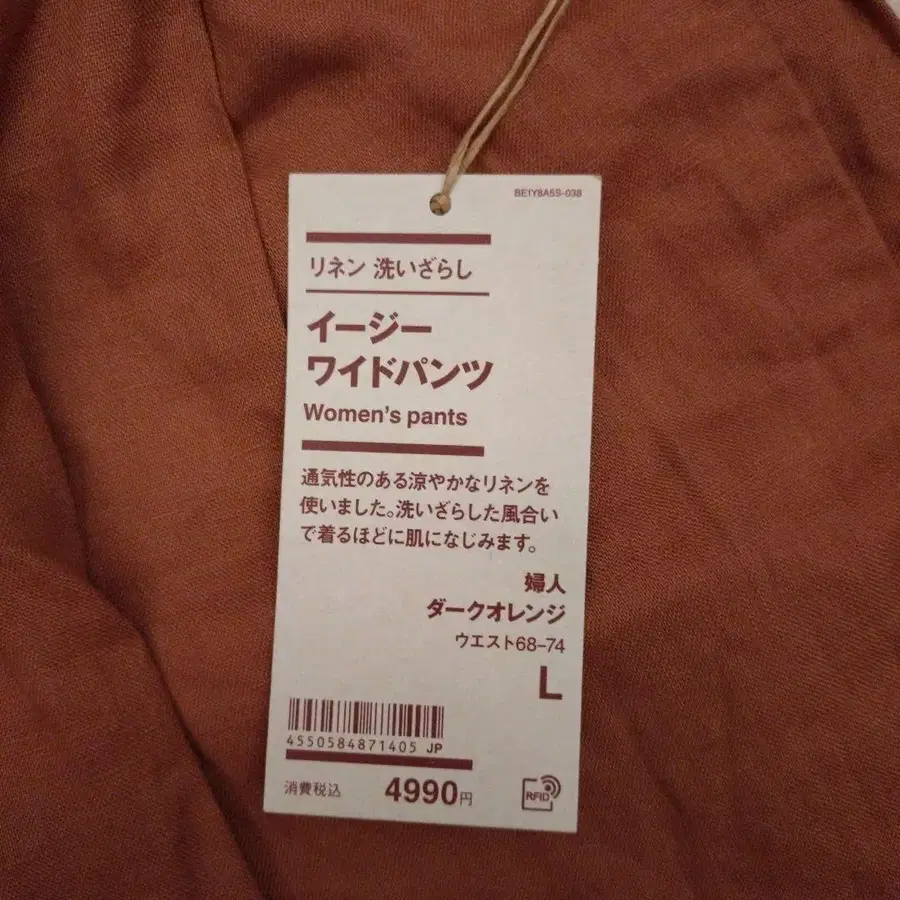 BE1Y8A5S-038
リネン 洗いざらし
イージー
ワイドパンツ
Women's pants
通気性のある涼やかなリネンを
使いました。洗いざらした風合い
で着るほどに肌になじみます。
婦人
ダークオレンジ
ウエスト68-74
L
4550584871405 JP
消費税込 4990円
RFID